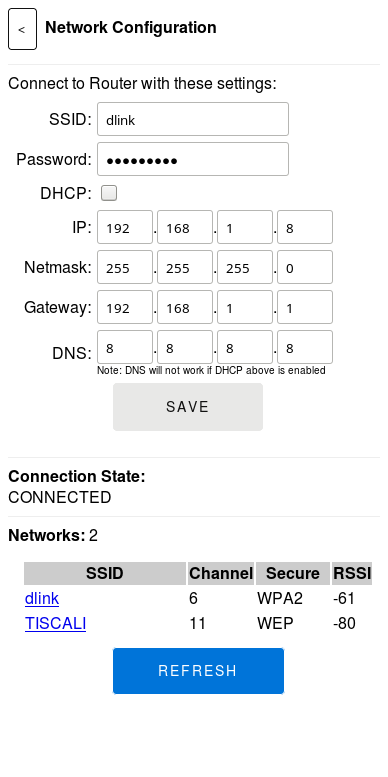 < Network Configuration
Connect to Router with these settings:
SSID: dlink
Password: ●●●●●●●●●
DHCP:
IP: 192 . 168 . 1 . 8
Netmask: 255 . 255 . 255 . 0
Gateway: 192 . 168 . 1 . 1
DNS: 8 . 8 . 8 . 8
Note: DNS will not work if DHCP above is enabled
SAVE
Connection State:
CONNECTED
Networks: 2
SSID Channel Secure RSSI
dlink 6 WPA2 -61
TISCALI 11 WEP -80
REFRESH